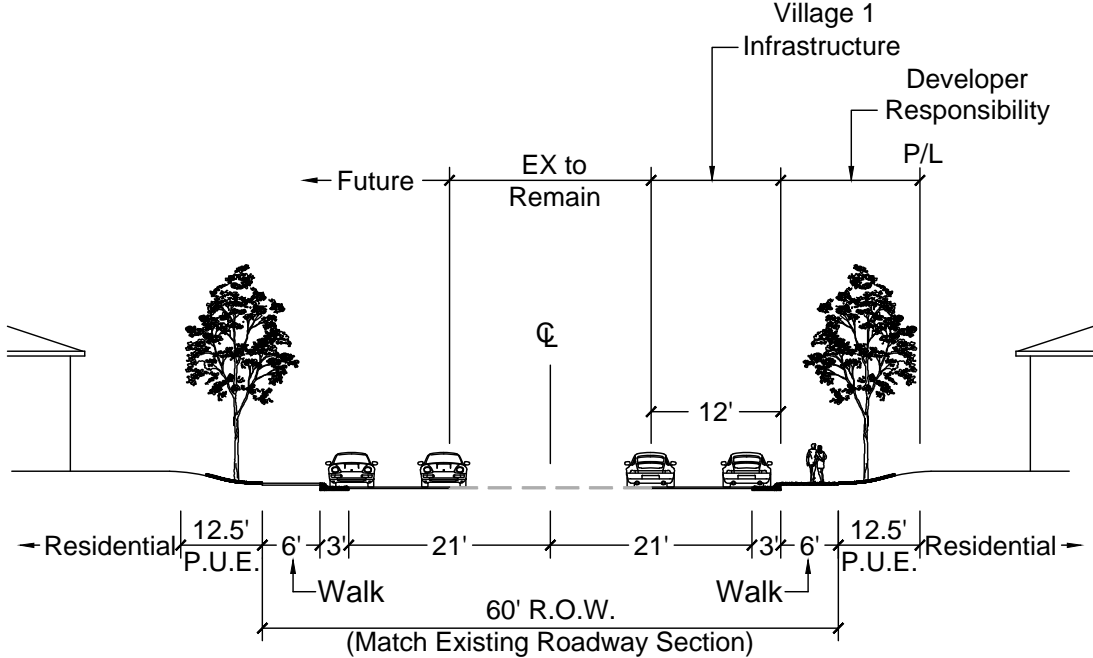 Village 1
Infrastructure
Developer
Responsibility
P/L
Future
EX to
Remain
℄
12'
Residential
12.5'
P.U.E.
6'
3'
21'
21'
3'
6'
12.5'
P.U.E.
Residential
Walk
Walk
60' R.O.W.
(Match Existing Roadway Section)